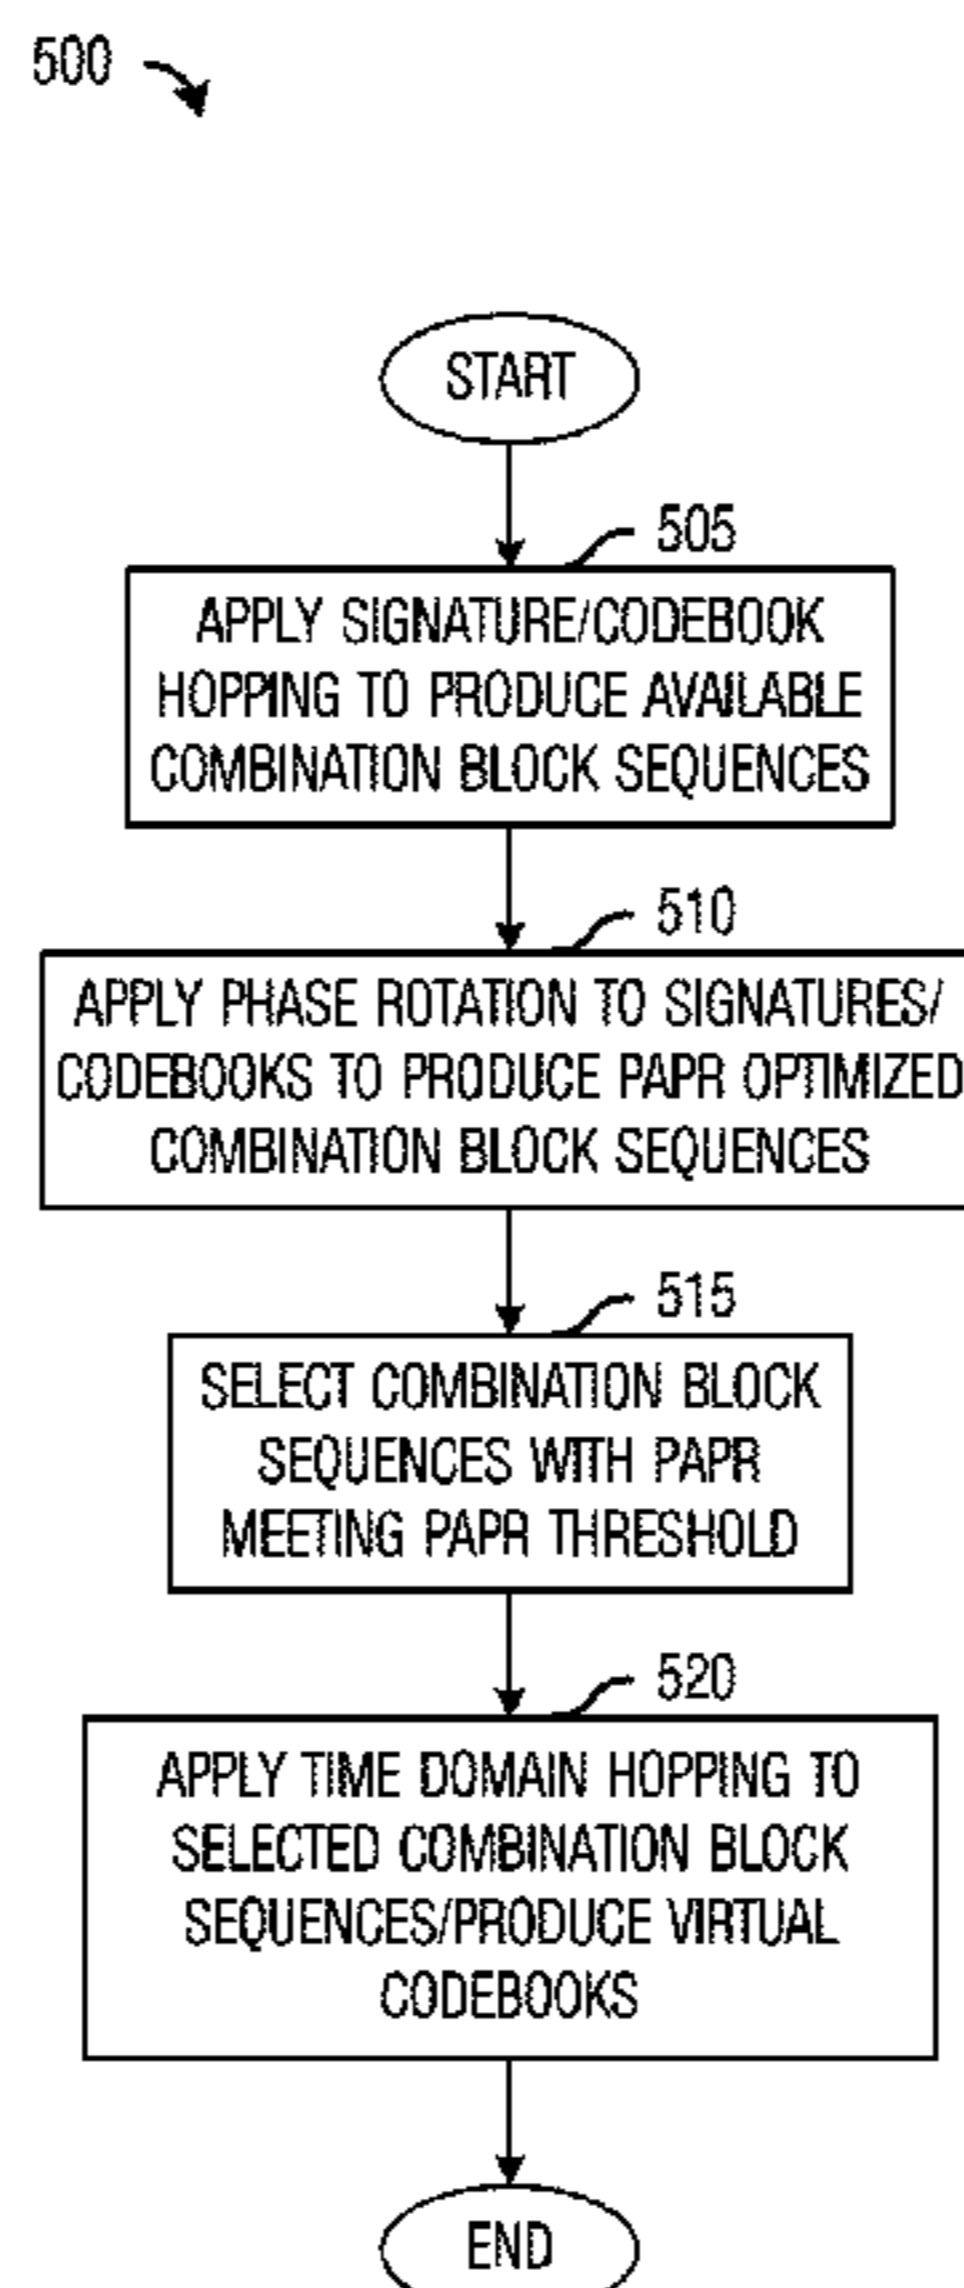 500
START
505
APPLY SIGNATURE/CODEBOOK
HOPPING TO PRODUCE AVAILABLE
COMBINATION BLOCK SEQUENCES
510
APPLY PHASE ROTATION TO SIGNATURES/
CODEBOOKS TO PRODUCE PAPR OPTIMIZED
COMBINATION BLOCK SEQUENCES
515
SELECT COMBINATION BLOCK
SEQUENCES WITH PAPR
MEETING PAPR THRESHOLD
520
APPLY TIME DOMAIN HOPPING TO
SELECTED COMBINATION BLOCK
SEQUENCES/PRODUCE VIRTUAL
CODEBOOKS
END